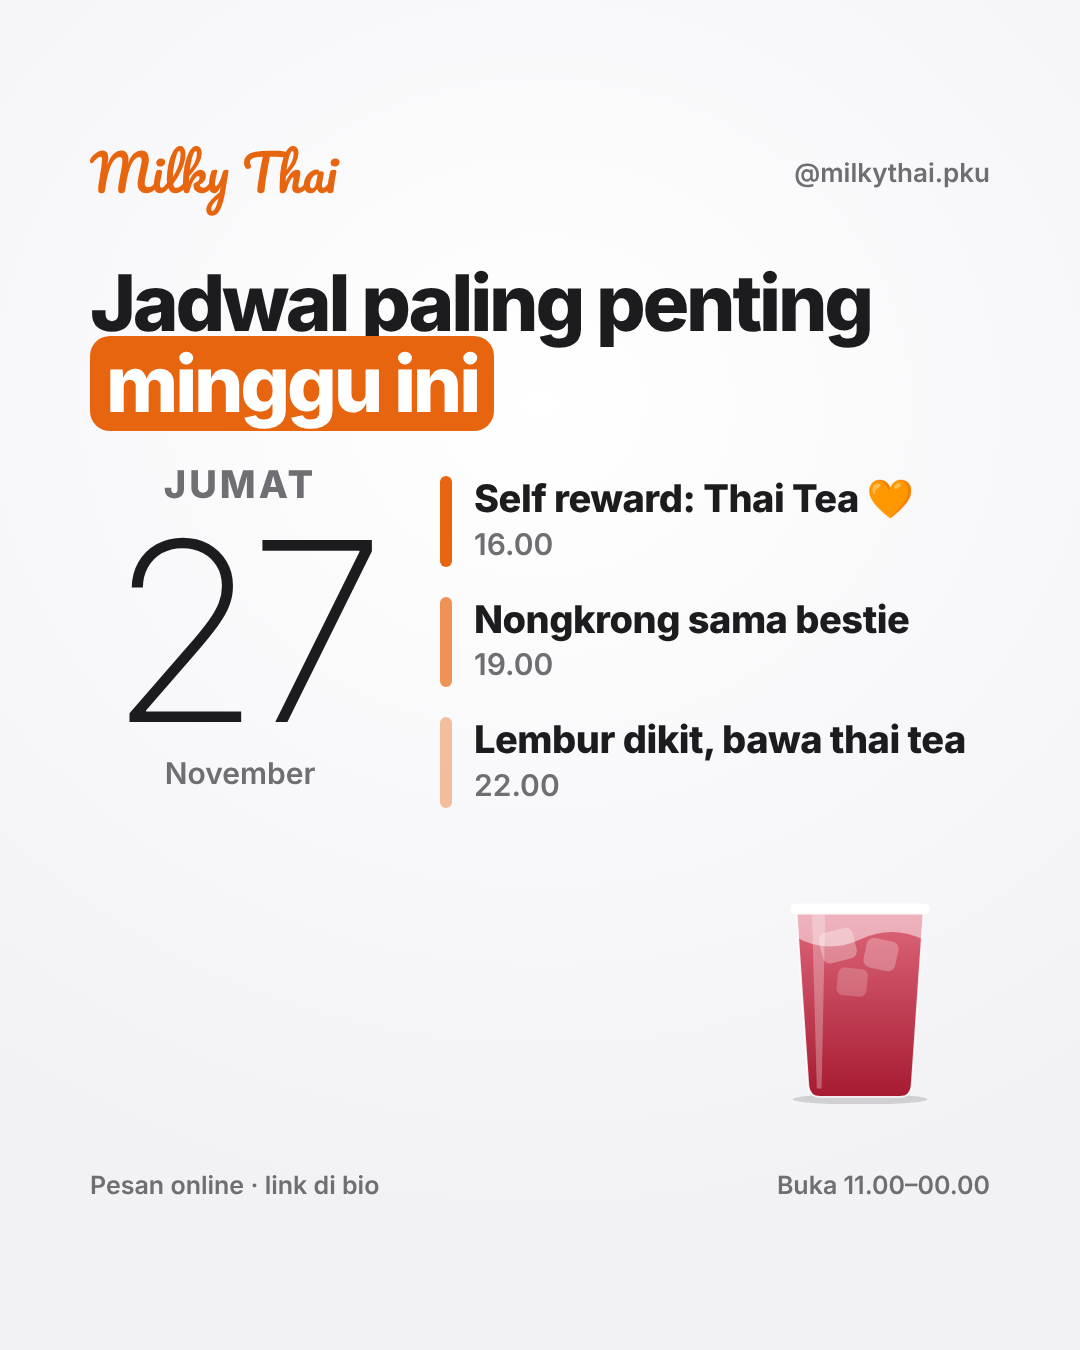 Milky Thai
@milkythai.pku
Jadwal paling penting
minggu ini
JUMAT
27
November
Self reward: Thai Tea 🧡
16.00
Nongkrong sama bestie
19.00
Lembur dikit, bawa thai tea
22.00
Pesan online · link di bio
Buka 11.00–00.00